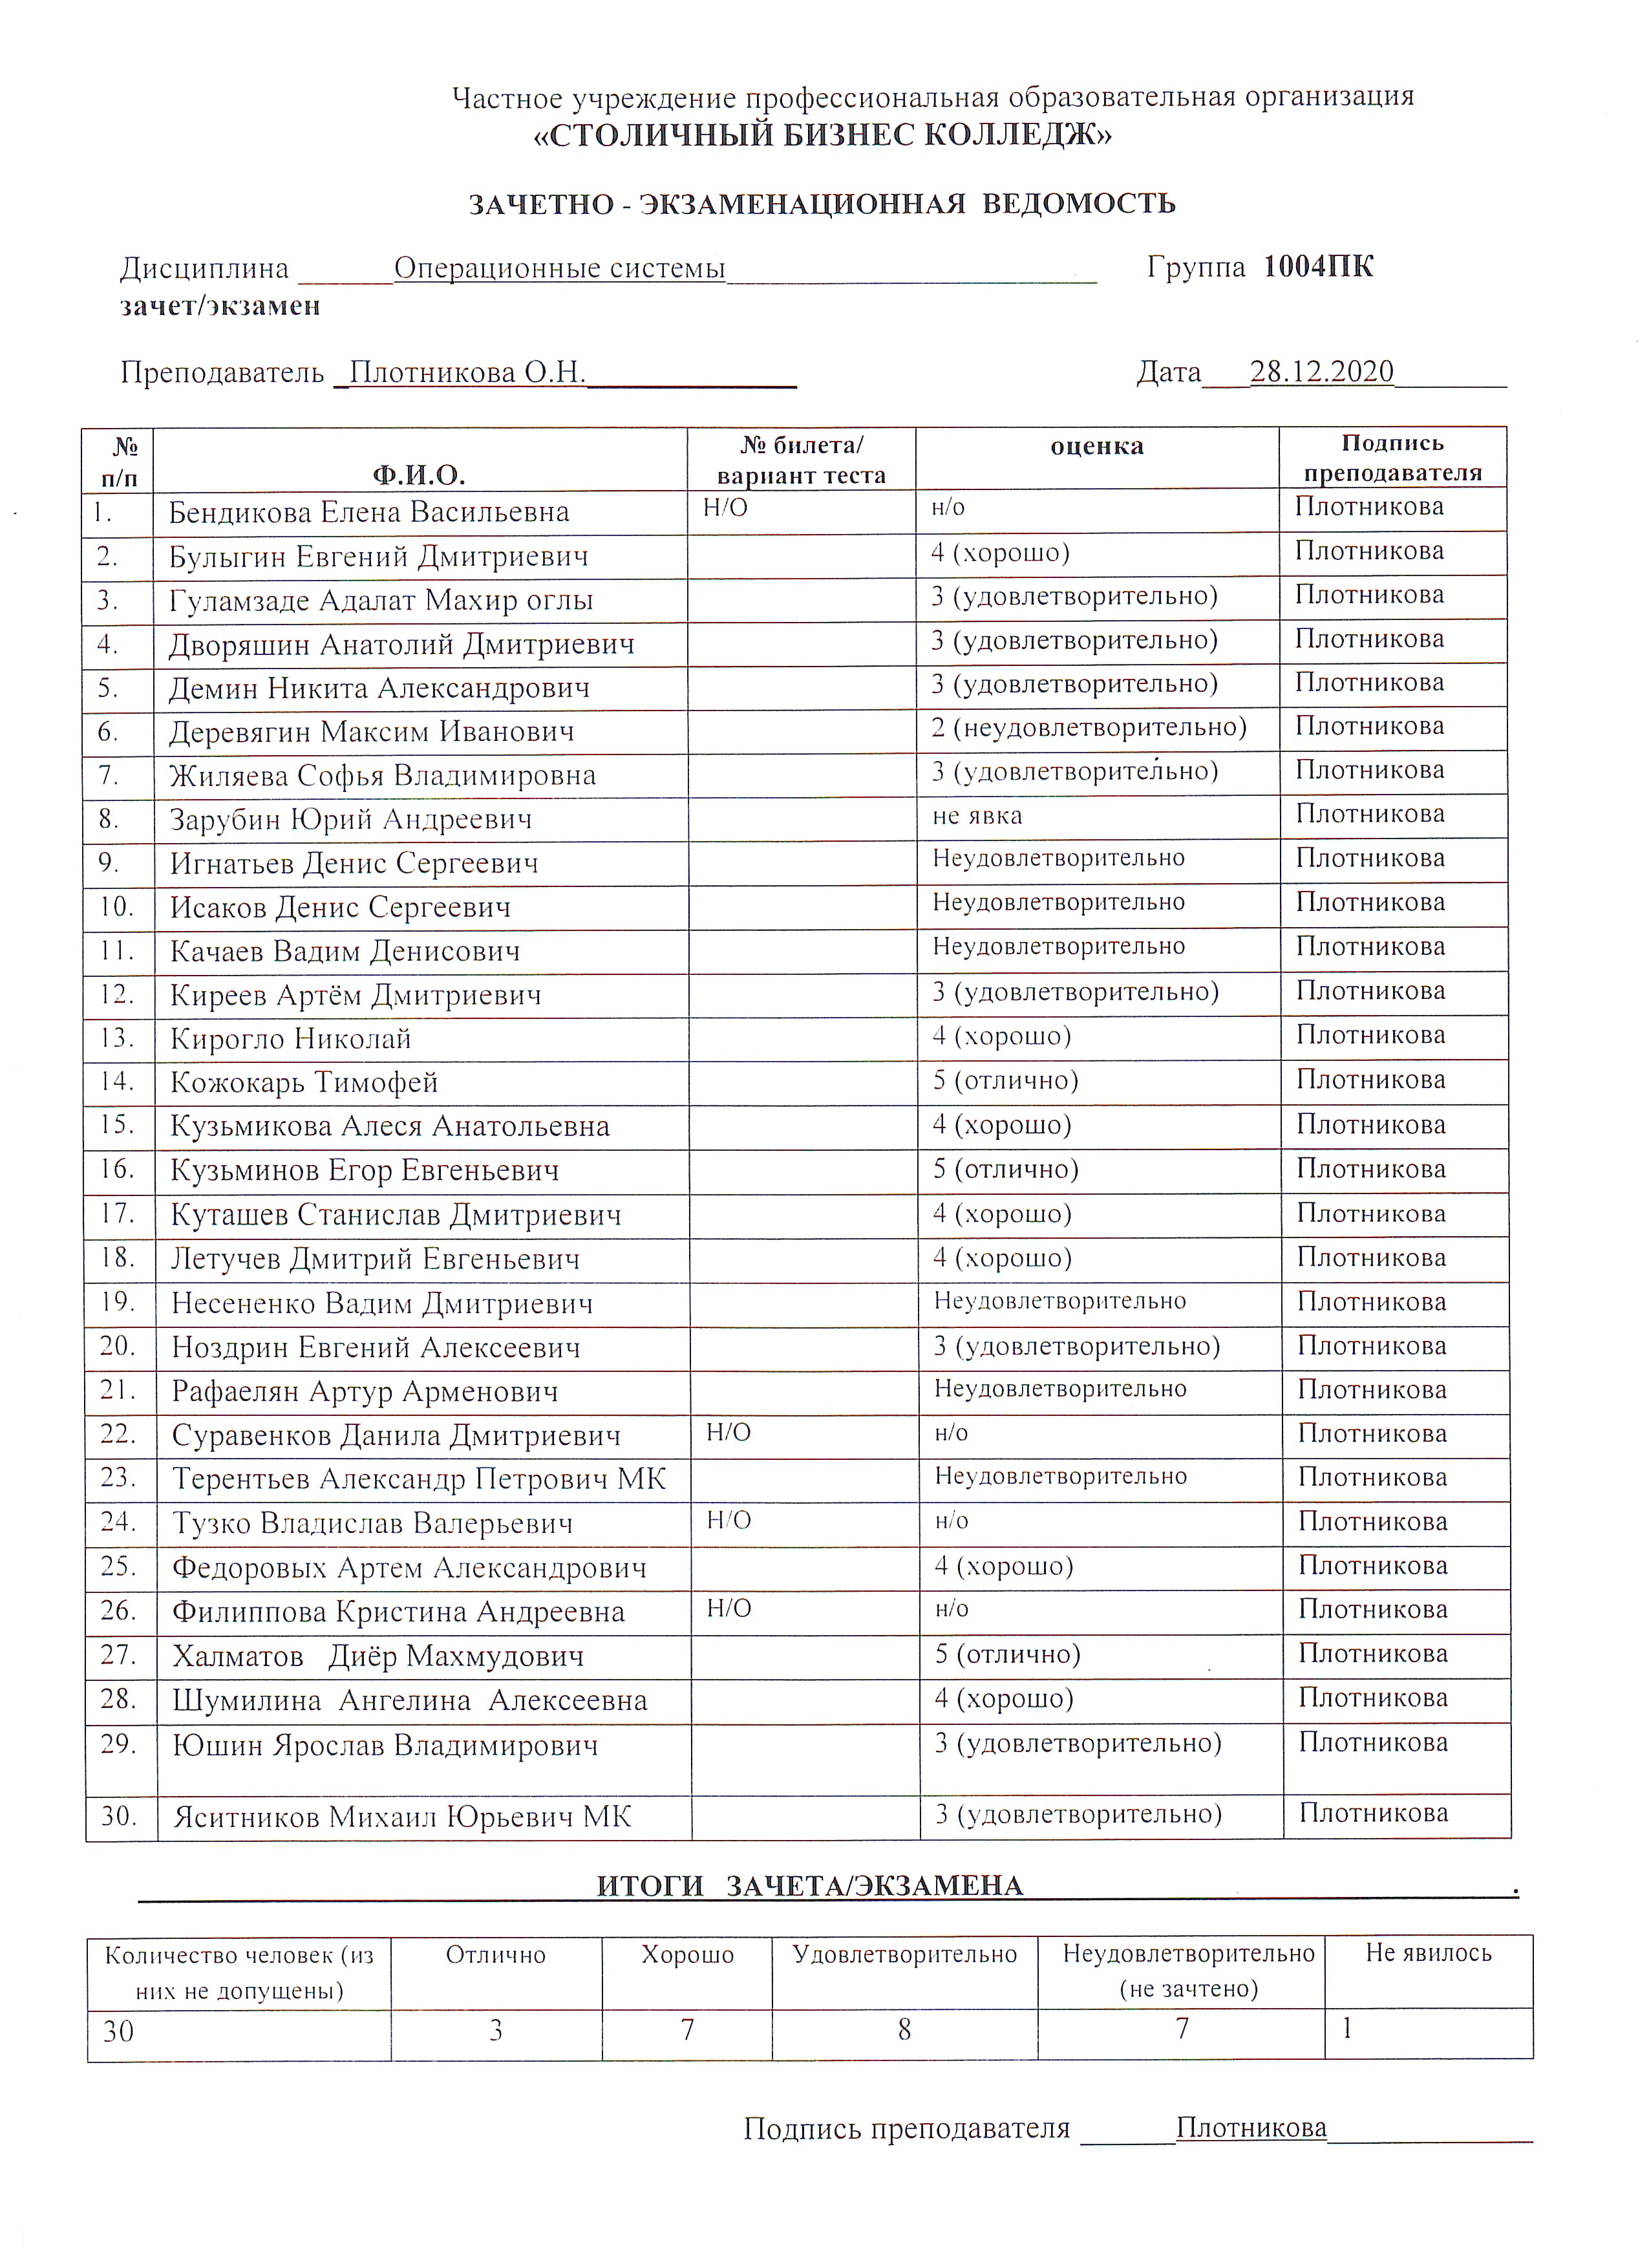 Частное учреждение профессиональная образовательная организация
«СТОЛИЧНЫЙ БИЗНЕС КОЛЛЕДЖ»
ЗАЧЕТНО - ЭКЗАМЕНАЦИОННАЯ ВЕДОМОСТЬ
Дисциплина ______Операционные системы________________________ Группа 1004ПК
зачет/экзамен
Преподаватель _Плотникова О.Н.______________ Дата___28.12.2020_______
№ п/п Ф.И.О. № билета/ вариант теста оценка Подпись преподавателя
1. Бендикова Елена Васильевна Н/О н/о Плотникова
2. Булыгин Евгений Дмитриевич 4 (хорошо) Плотникова
3. Гуламзаде Адалат Махир оглы 3 (удовлетворительно) Плотникова
4. Дворяшин Анатолий Дмитриевич 3 (удовлетворительно) Плотникова
5. Демин Никита Александрович 3 (удовлетворительно) Плотникова
6. Деревягин Максим Иванович 2 (неудовлетворительно) Плотникова
7. Жиляева Софья Владимировна 3 (удовлетворительно) Плотникова
8. Зарубин Юрий Андреевич не явка Плотникова
9. Игнатьев Денис Сергеевич Неудовлетворительно Плотникова
10. Исаков Денис Сергеевич Неудовлетворительно Плотникова
11. Качаев Вадим Денисович Неудовлетворительно Плотникова
12. Киреев Артём Дмитриевич 3 (удовлетворительно) Плотникова
13. Кирогло Николай 4 (хорошо) Плотникова
14. Кожокарь Тимофей 5 (отлично) Плотникова
15. Кузьмикова Алеся Анатольевна 4 (хорошо) Плотникова
16. Кузьминов Егор Евгеньевич 5 (отлично) Плотникова
17. Куташев Станислав Дмитриевич 4 (хорошо) Плотникова
18. Летучев Дмитрий Евгеньевич 4 (хорошо) Плотникова
19. Несененко Вадим Дмитриевич Неудовлетворительно Плотникова
20. Ноздрин Евгений Алексеевич 3 (удовлетворительно) Плотникова
21. Рафаелян Артур Арменович Неудовлетворительно Плотникова
22. Суравенков Данила Дмитриевич Н/О н/о Плотникова
23. Терентьев Александр Петрович МК Неудовлетворительно Плотникова
24. Тузко Владислав Валерьевич Н/О н/о Плотникова
25. Федоровых Артем Александрович 4 (хорошо) Плотникова
26. Филиппова Кристина Андреевна Н/О н/о Плотникова
27. Халматов Диёр Махмудович 5 (отлично) Плотникова
28. Шумилина Ангелина Алексеевна 4 (хорошо) Плотникова
29. Юшин Ярослав Владимирович 3 (удовлетворительно) Плотникова
30. Яситников Михаил Юрьевич МК 3 (удовлетворительно) Плотникова
ИТОГИ ЗАЧЕТА/ЭКЗАМЕНА .
Количество человек (из них не допущены) Отлично Хорошо Удовлетворительно Неудовлетворительно (не зачтено) Не явилось
30 3 7 8 7 1
Подпись преподавателя ______Плотникова_____________